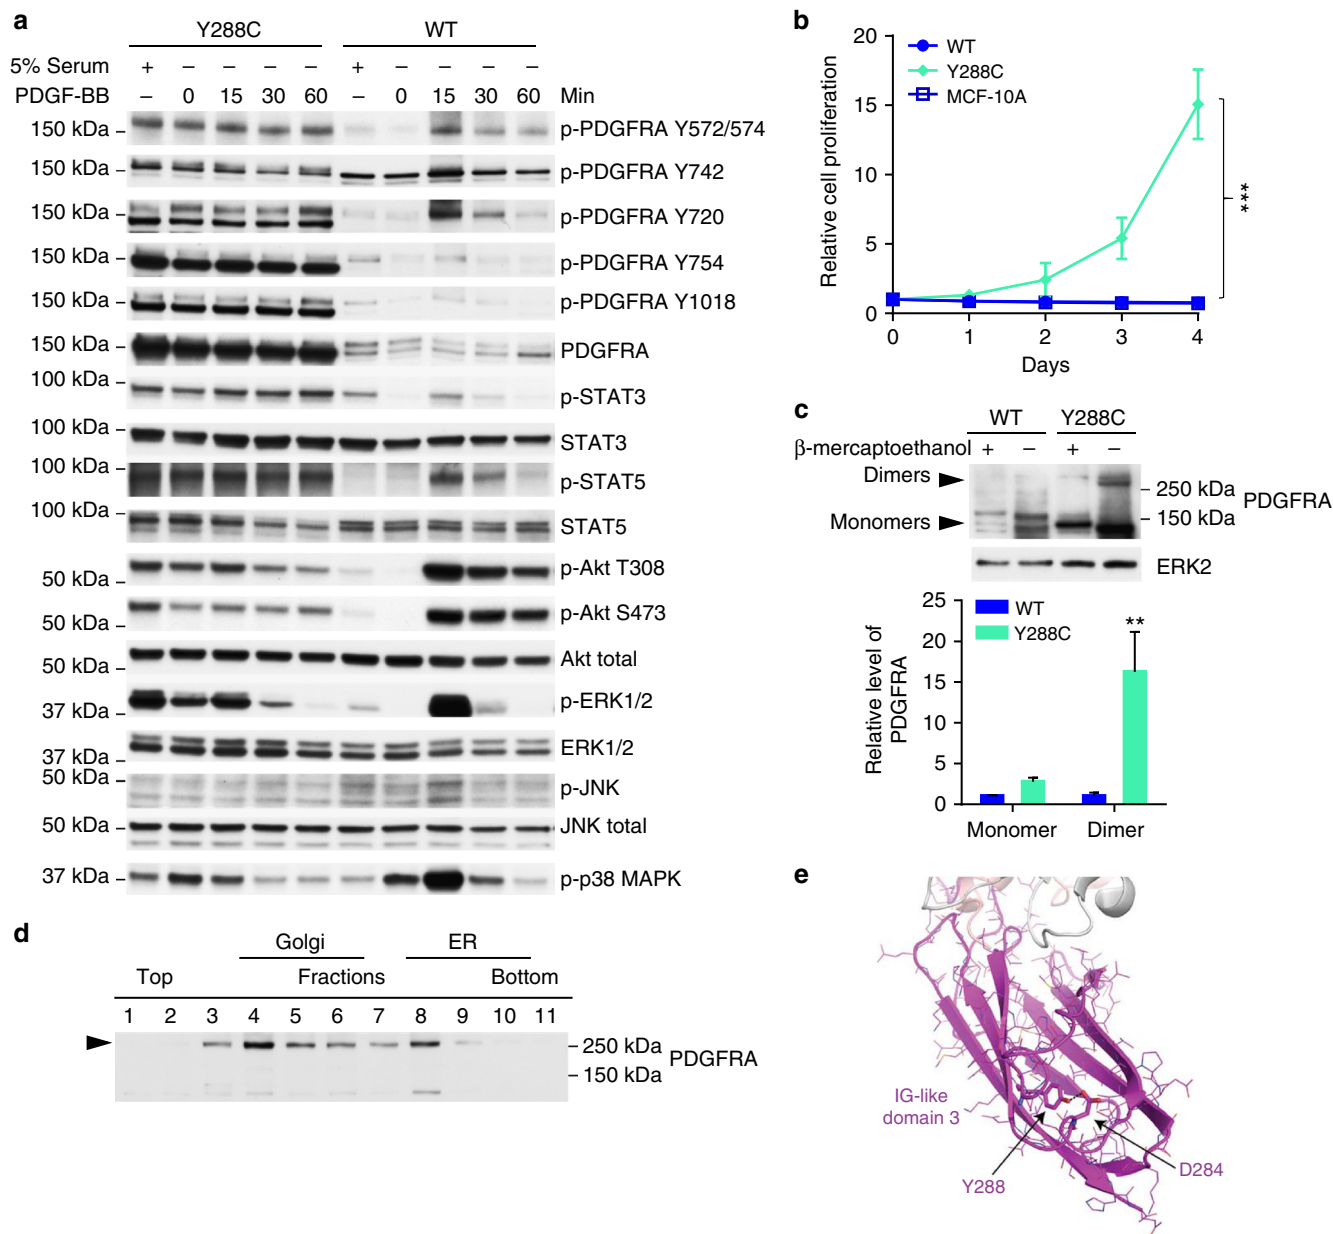 a
Y288C WT
5% Serum + – – – – + – – – –
PDGF-BB – 0 15 30 60 – 0 15 30 60 Min
150 kDa p-PDGFRA Y572/574
150 kDa p-PDGFRA Y742
150 kDa p-PDGFRA Y720
150 kDa p-PDGFRA Y754
150 kDa p-PDGFRA Y1018
150 kDa PDGFRA
100 kDa p-STAT3
100 kDa STAT3
100 kDa p-STAT5
100 kDa STAT5
50 kDa p-Akt T308
50 kDa p-Akt S473
50 kDa Akt total
37 kDa p-ERK1/2
37 kDa ERK1/2
50 kDa p-JNK
50 kDa JNK total
37 kDa p-p38 MAPK
b
WT
Y288C
MCF-10A
Relative cell proliferation
20
15
10
5
0
0 1 2 3 4
Days
***
c
WT Y288C
β-mercaptoethanol + – + –
Dimers
Monomers
250 kDa
150 kDa
PDGFRA
ERK2
Relative level of
PDGFRA
25
20
15
10
5
0
WT
Y288C
**
Monomer Dimer
d
Golgi ER
Top Fractions Bottom
1 2 3 4 5 6 7 8 9 10 11
250 kDa
150 kDa
PDGFRA
e
IG-like
domain 3
Y288
D284